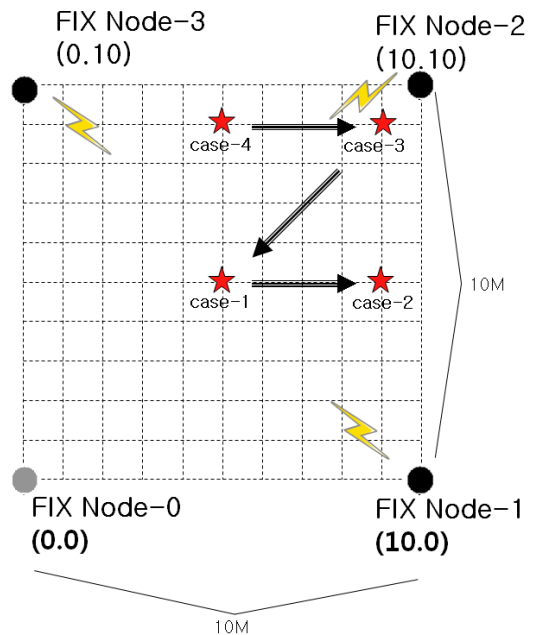 FIX Node-3
(0.10)
FIX Node-2
(10.10)
case-4
case-3
case-1
case-2
10M
FIX Node-0
(0.0)
FIX Node-1
(10.0)
10M